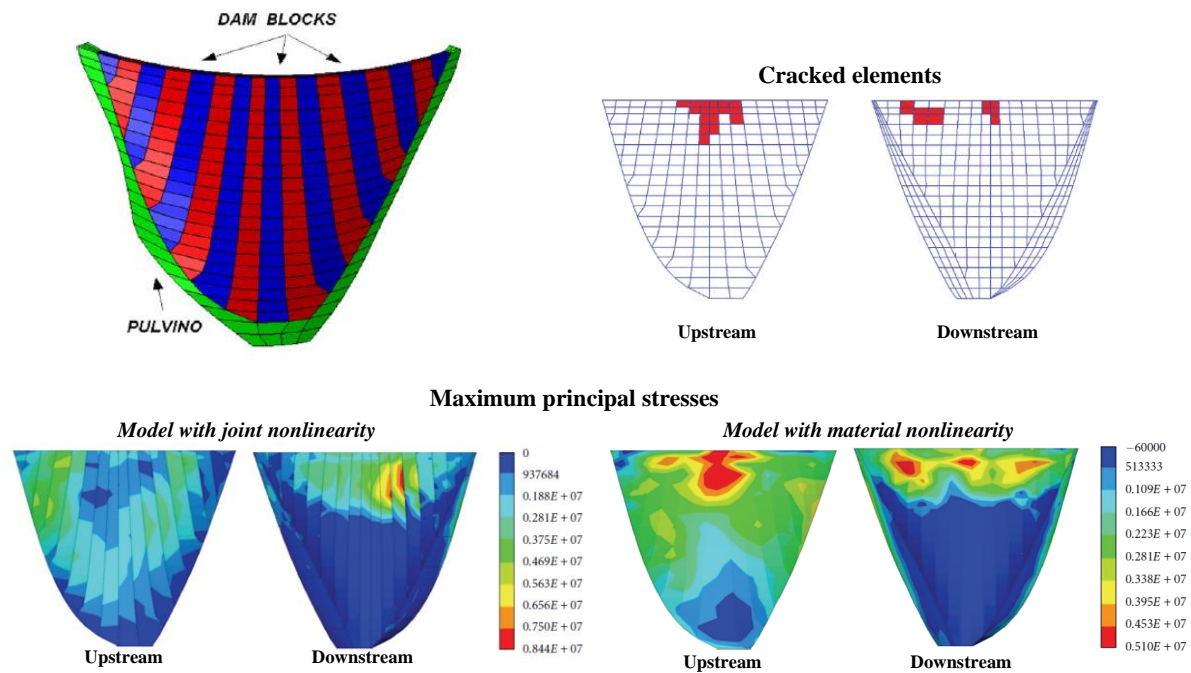 DAM BLOCKS
PULVINO
Cracked elements
Upstream
Downstream
Maximum principal stresses
Model with joint nonlinearity
0
937684
0.188E + 07
0.281E + 07
0.375E + 07
0.469E + 07
0.563E + 07
0.656E + 07
0.750E + 07
0.844E + 07
Upstream
Downstream
Model with material nonlinearity
−60000
513333
0.109E + 07
0.166E + 07
0.223E + 07
0.281E + 07
0.338E + 07
0.395E + 07
0.453E + 07
0.510E + 07
Upstream
Downstream